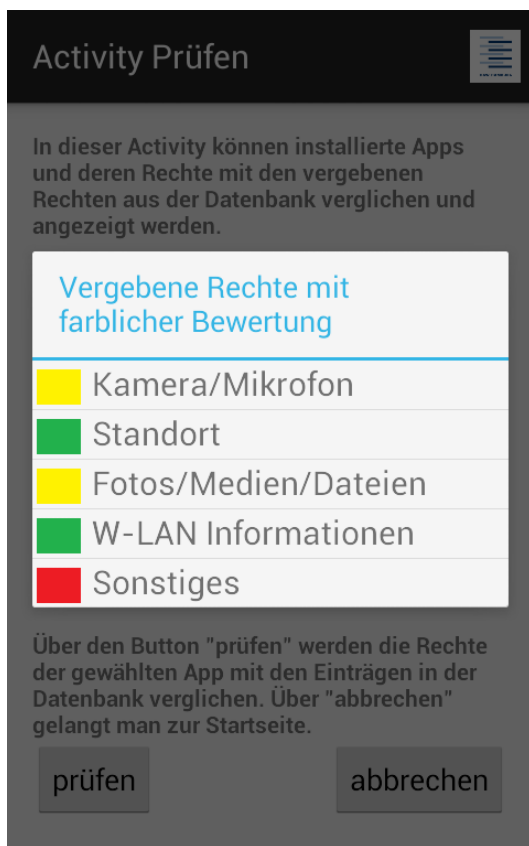 Activity Prüfen
In dieser Activity können installierte Apps
und deren Rechte mit den vergebenen
Rechten aus der Datenbank verglichen und
angezeigt werden.
Vergebene Rechte mit
farblicher Bewertung
Kamera/Mikrofon
Standort
Fotos/Medien/Dateien
W-LAN Informationen
Sonstiges
Über den Button "prüfen" werden die Rechte
der gewählten App mit den Einträgen in der
Datenbank verglichen. Über "abbrechen"
gelangt man zur Startseite.
prüfen
abbrechen